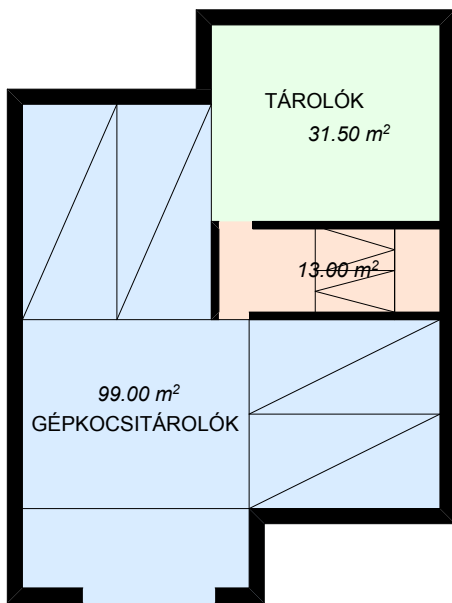 TÁROLÓK
31.50 m²
13.00 m²
99.00 m²
GÉPKOCSITÁROLÓK